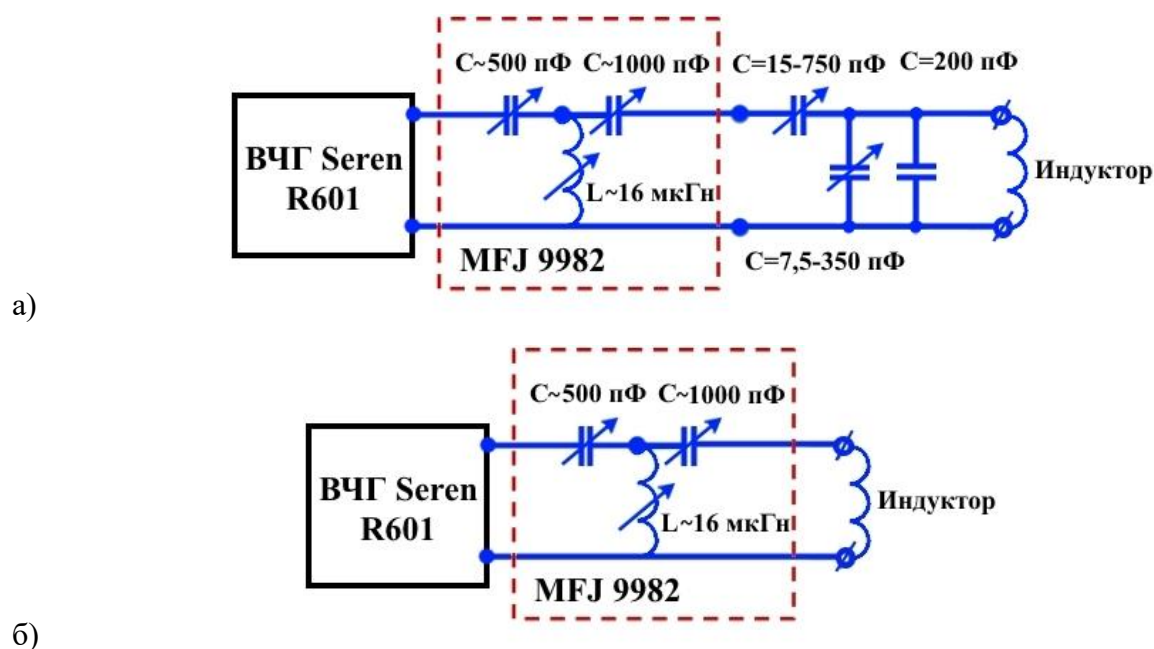 С~500 пФ С~1000 пФ С=15-750 пФ С=200 пФ
ВЧГ Seren
R601
L~16 мкГн
Индуктор
MFJ 9982
С=7,5-350 пФ
а)
С~500 пФ С~1000 пФ
ВЧГ Seren
R601
L~16 мкГн
Индуктор
MFJ 9982
б)